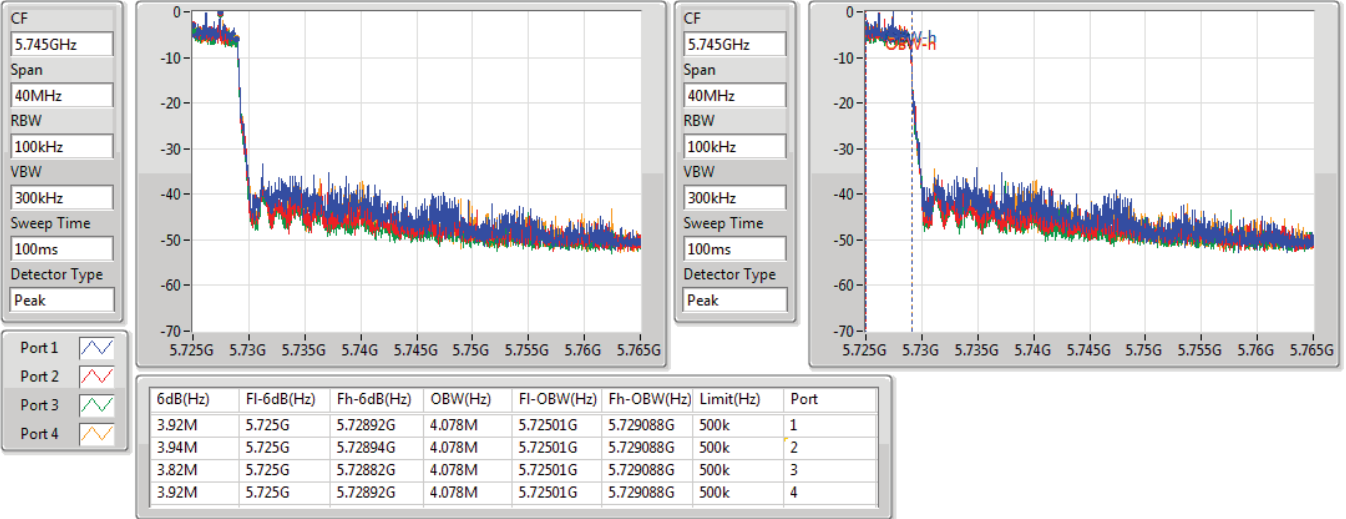 CF
5.745GHz
Span
40MHz
RBW
100kHz
VBW
300kHz
Sweep Time
100ms
Detector Type
Peak
0
-10
-20
-30
-40
-50
-60
-70
5.725G 5.73G 5.735G 5.74G 5.745G 5.75G 5.755G 5.76G 5.765G
CF
5.745GHz
Span
40MHz
RBW
100kHz
VBW
300kHz
Sweep Time
100ms
Detector Type
Peak
0
-10
-20
-30
-40
-50
-60
-70
OBW-h
5.725G 5.73G 5.735G 5.74G 5.745G 5.75G 5.755G 5.76G 5.765G
Port 1
Port 2
Port 3
Port 4
6dB(Hz) Fl-6dB(Hz) Fh-6dB(Hz) OBW(Hz) Fl-OBW(Hz) Fh-OBW(Hz) Limit(Hz) Port
3.92M 5.725G 5.72892G 4.078M 5.72501G 5.729088G 500k 1
3.94M 5.725G 5.72894G 4.078M 5.72501G 5.729088G 500k 2
3.82M 5.725G 5.72882G 4.078M 5.72501G 5.729088G 500k 3
3.92M 5.725G 5.72892G 4.078M 5.72501G 5.729088G 500k 4